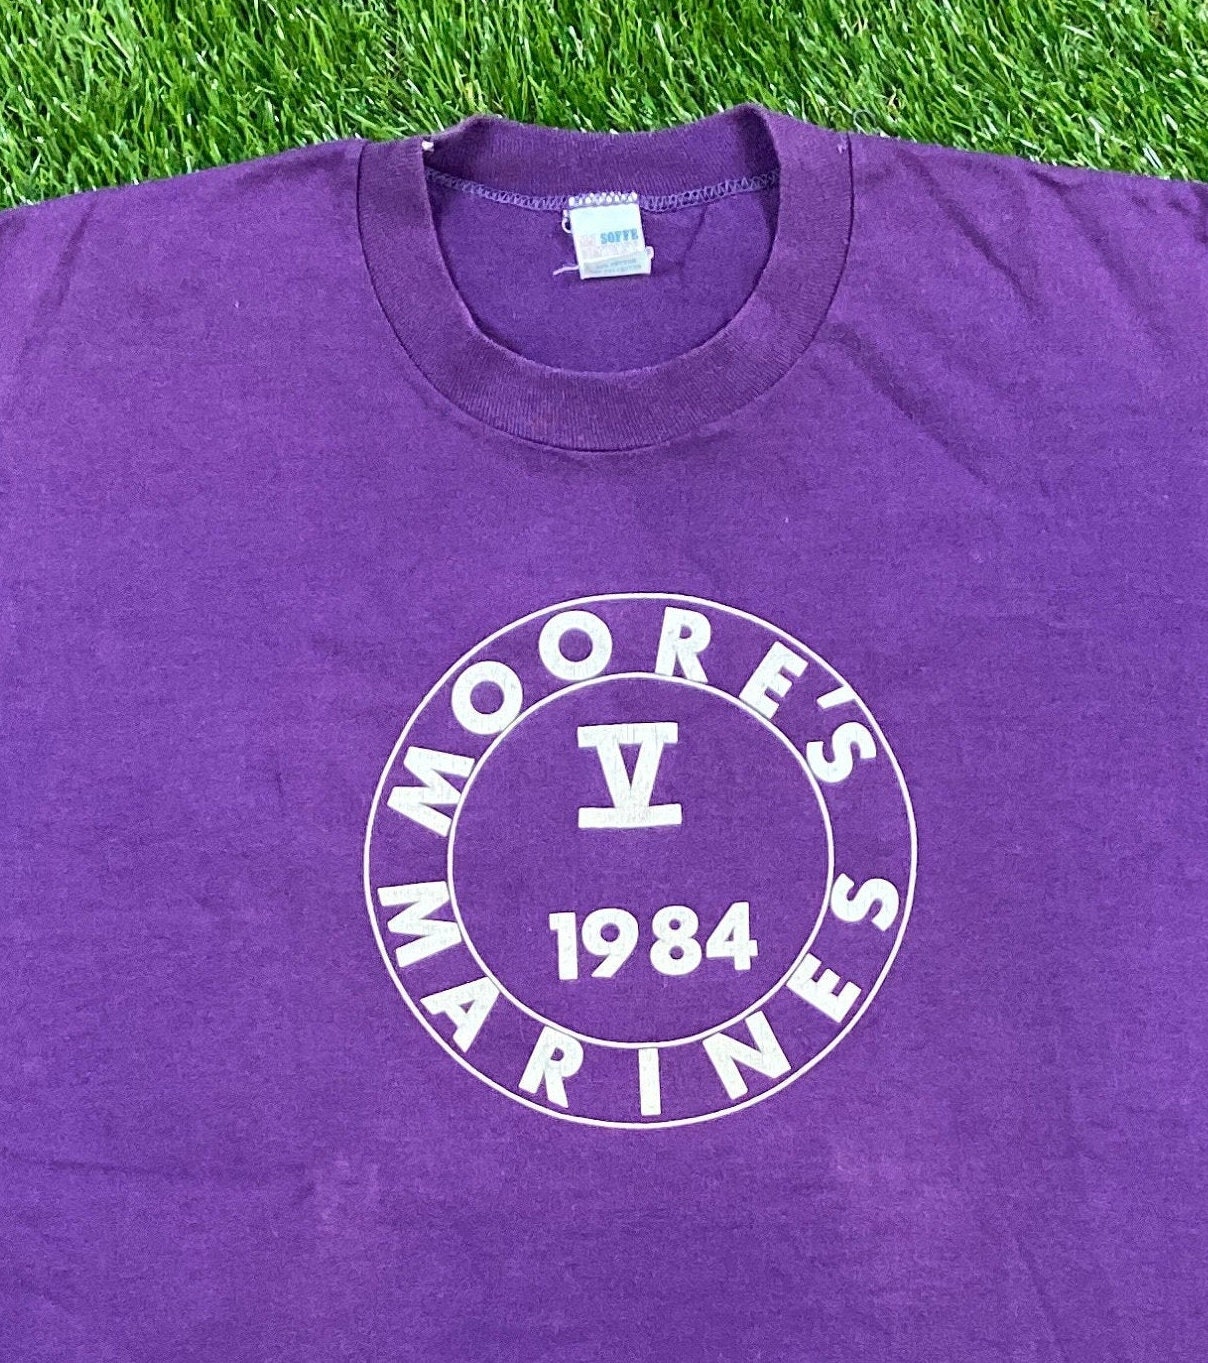 SOFFE
MOORE'S
V
1984
MARINES